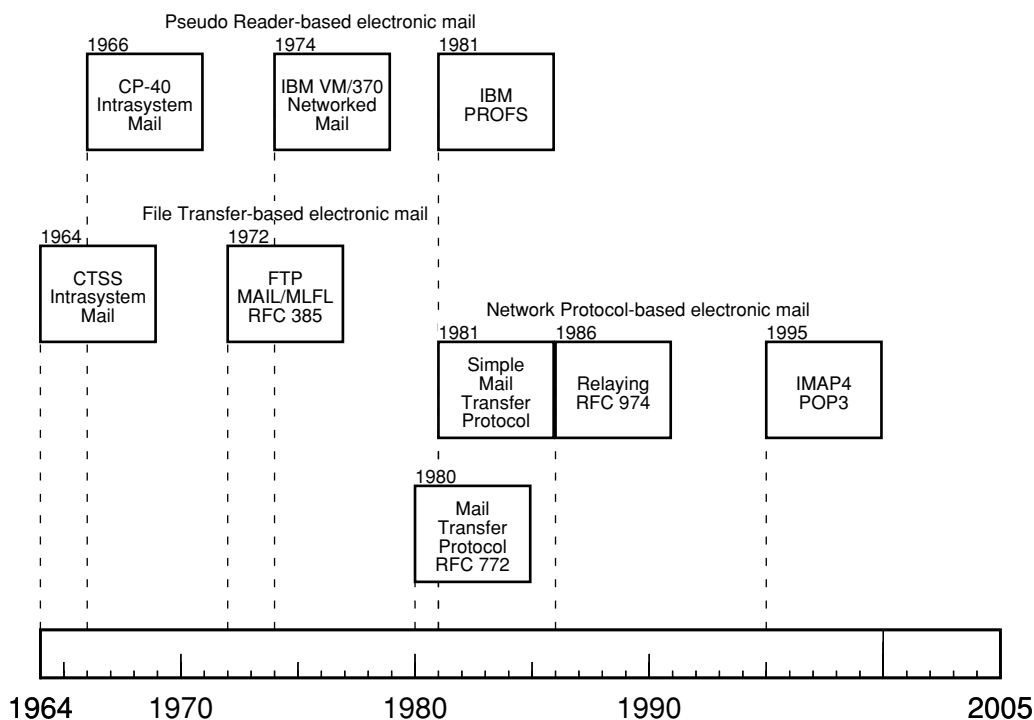 Pseudo Reader-based electronic mail
1966
CP-40
Intrasystem
Mail
1974
IBM VM/370
Networked
Mail
1981
IBM
PROFS
File Transfer-based electronic mail
1964
CTSS
Intrasystem
Mail
1972
FTP
MAIL/MLFL
RFC 385
Network Protocol-based electronic mail
1981
Simple
Mail
Transfer
Protocol
1986
Relaying
RFC 974
1995
IMAP4
POP3
1980
Mail
Transfer
Protocol
RFC 772
1964
1970
1980
1990
2005